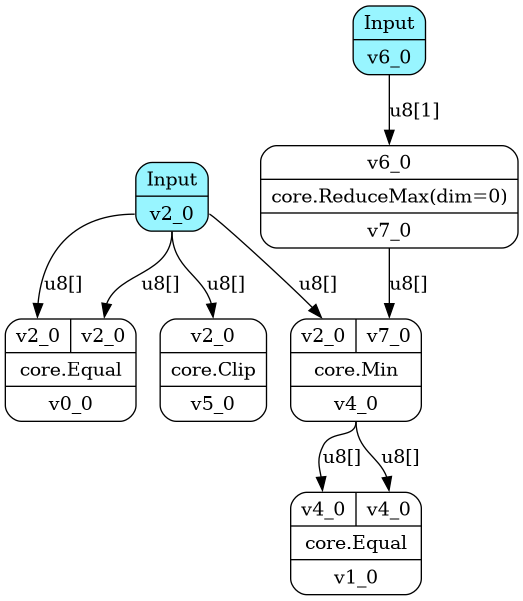 Input
v6_0
u8[1]
v6_0
core.ReduceMax(dim=0)
v7_0
Input
v2_0
u8[] u8[] u8[] u8[] u8[]
v2_0 v2_0
core.Equal
v0_0
v2_0
core.Clip
v5_0
v2_0 v7_0
core.Min
v4_0
u8[] u8[]
v4_0 v4_0
core.Equal
v1_0